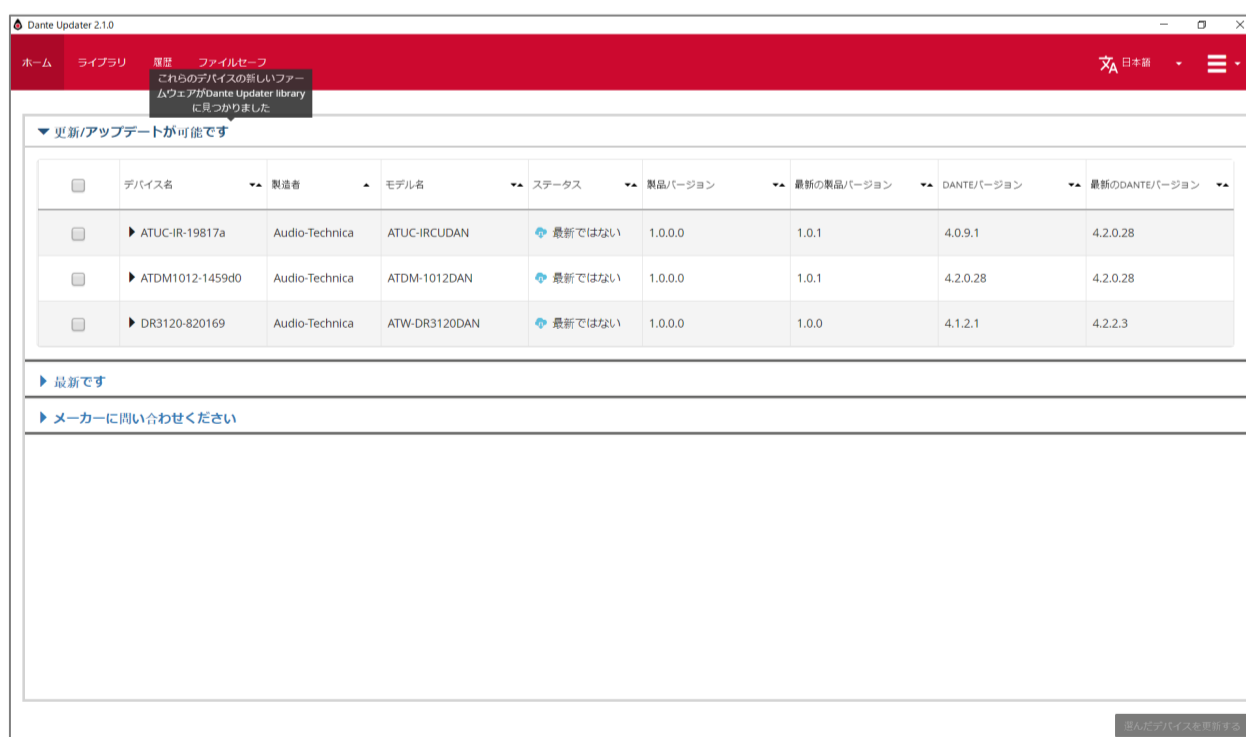 Dante Updater 2.1.0
ホーム ライブラリ 履歴 ファイルセーフ 日本語
これらのデバイスの新しいファー
ムウェアがDante Updater library
に見つかりました
更新/アップデートが可能です
デバイス名 製造者 モデル名 ステータス 製品バージョン 最新の製品バージョン DANTEバージョン 最新のDANTEバージョン
ATUC-IR-19817a Audio-Technica ATUC-IRCUDAN 最新ではない 1.0.0.0 1.0.1 4.0.9.1 4.2.0.28
ATDM1012-1459d0 Audio-Technica ATDM-1012DAN 最新ではない 1.0.0.0 1.0.1 4.2.0.28 4.2.0.28
DR3120-820169 Audio-Technica ATW-DR3120DAN 最新ではない 1.0.0.0 1.0.0 4.1.2.1 4.2.2.3
最新です
メーカーに問い合わせください
選んだデバイスを更新する